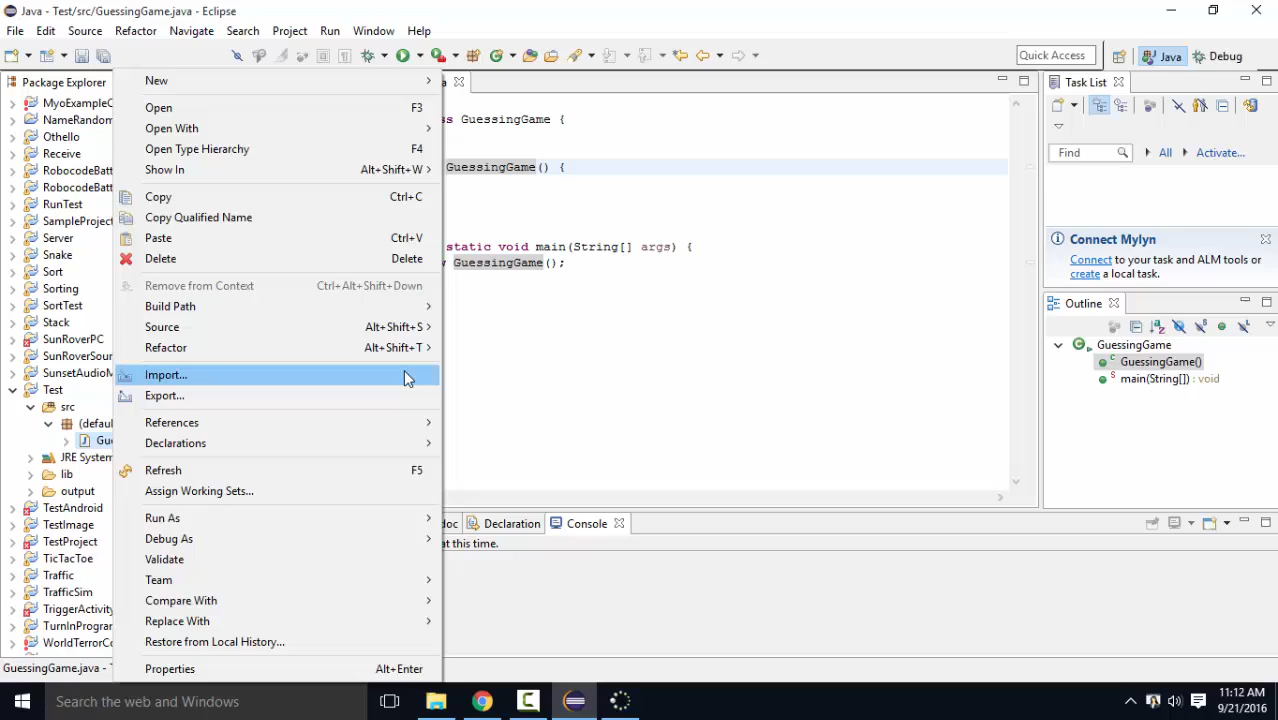 Java - Test/src/GuessingGame.java - Eclipse
File Edit Source Refactor Navigate Search Project Run Window Help
Quick Access
Java
Debug
Package Explorer
MyoExampleC
NameRandom
Othello
Receive
RobocodeBatt
RobocodeBatt
RunTest
SampleProject
Server
Snake
Sort
Sorting
SortTest
Stack
SunRoverPC
SunRoverSour
SunsetAudioM
Test
src
(defau
Gue
JRE System
lib
output
TestAndroid
TestImage
TestProject
TicTacToe
Traffic
TrafficSim
TriggerActivity
TurnInProgram
WorldTerrorCo
New
Open F3
Open With
Open Type Hierarchy F4
Show In Alt+Shift+W
Copy Ctrl+C
Copy Qualified Name
Paste Ctrl+V
Delete Delete
Remove from Context Ctrl+Alt+Shift+Down
Build Path
Source Alt+Shift+S
Refactor Alt+Shift+T
Import...
Export...
References
Declarations
Refresh F5
Assign Working Sets...
Run As
Debug As
Validate
Team
Compare With
Replace With
Restore from Local History...
Properties Alt+Enter
a
ss GuessingGame {
GuessingGame() {
static void main(String[] args) {
w GuessingGame();
doc Declaration Console
at this time.
Task List
Find All Activate...
Connect Mylyn
Connect to your task and ALM tools or
create a local task.
Outline
GuessingGame
GuessingGame()
main(String[]) : void
GuessingGame.java - T
Search the web and Windows
11:12 AM
9/21/2016